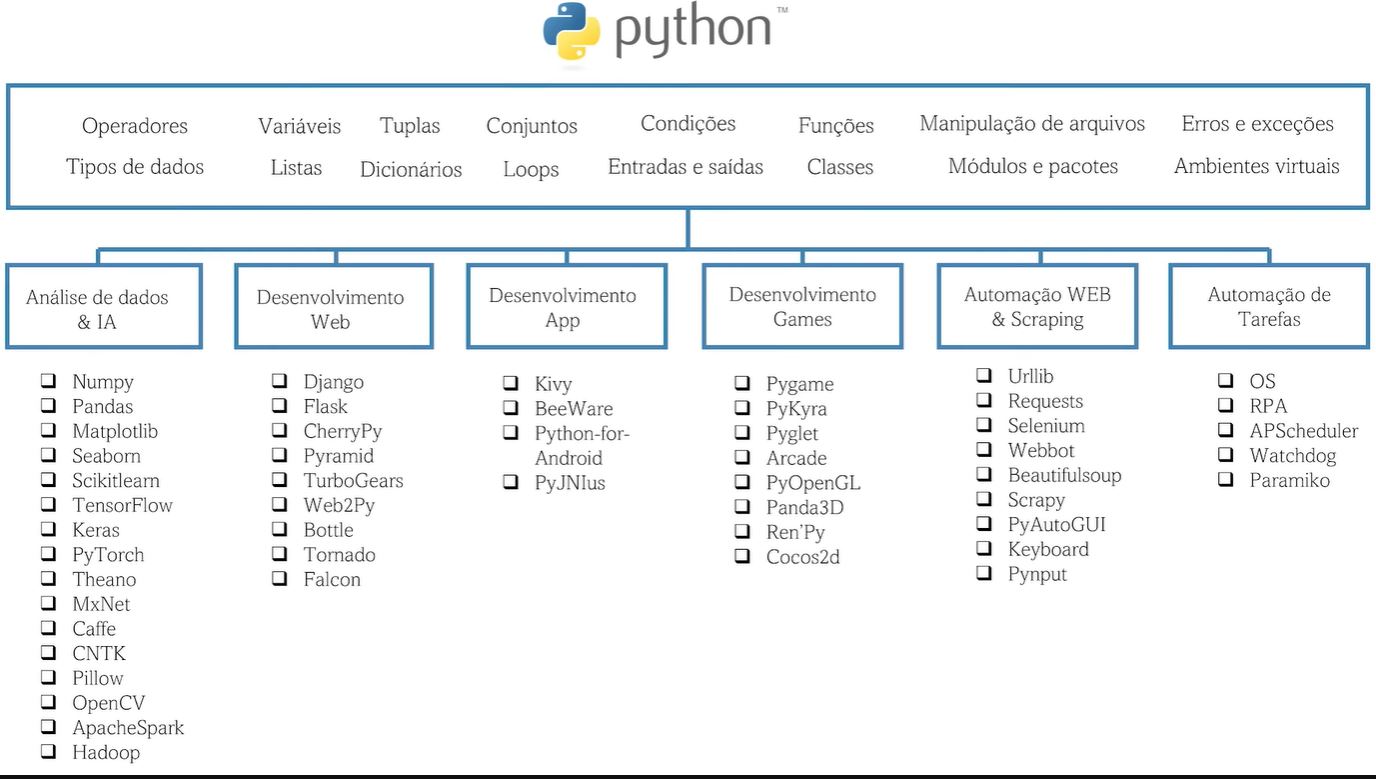 python™
Operadores Variáveis Tuplas Conjuntos Condições Funções Manipulação de arquivos Erros e exceções
Tipos de dados Listas Dicionários Loops Entradas e saídas Classes Módulos e pacotes Ambientes virtuais
Análise de dados
& IA
Numpy
Pandas
Matplotlib
Seaborn
Scikitlearn
TensorFlow
Keras
PyTorch
Theano
MxNet
Caffe
CNTK
Pillow
OpenCV
ApacheSpark
Hadoop
Desenvolvimento
Web
Django
Flask
CherryPy
Pyramid
TurboGears
Web2Py
Bottle
Tornado
Falcon
Desenvolvimento
App
Kivy
BeeWare
Python-for-
Android
PyJNIus
Desenvolvimento
Games
Pygame
PyKyra
Pyglet
Arcade
PyOpenGL
Panda3D
Ren'Py
Cocos2d
Automação WEB
& Scraping
Urllib
Requests
Selenium
Webbot
Beautifulsoup
Scrapy
PyAutoGUI
Keyboard
Pynput
Automação de
Tarefas
OS
RPA
APScheduler
Watchdog
Paramiko